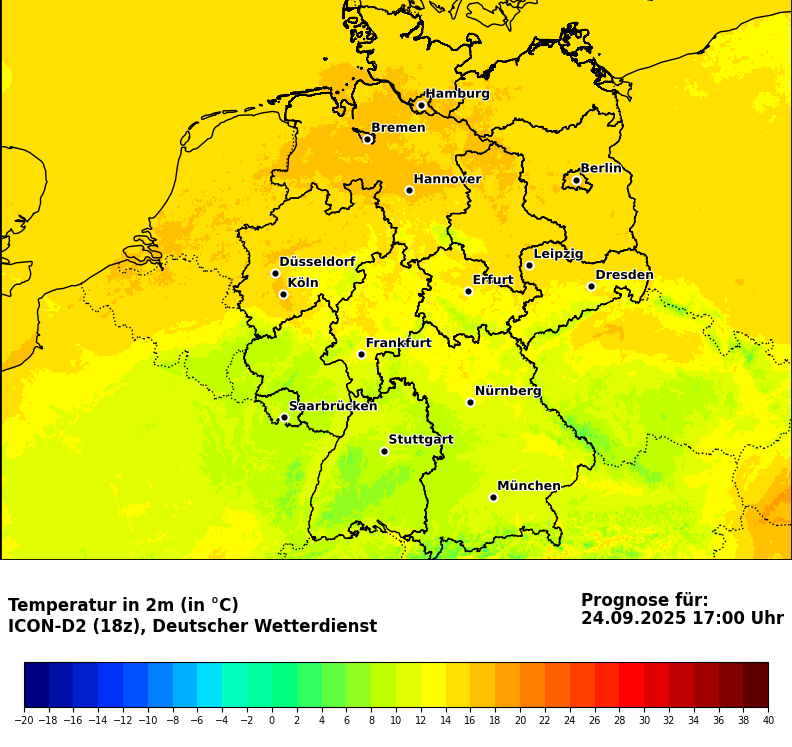 Hamburg
Bremen
Berlin
Hannover
Leipzig
Düsseldorf
Dresden
Köln
Erfurt
Frankfurt
Nürnberg
Saarbrücken
Stuttgart
München
Temperatur in 2m (in °C)
ICON-D2 (18z), Deutscher Wetterdienst
Prognose für:
24.09.2025 17:00 Uhr
−20 −18 −16 −14 −12 −10 −8 −6 −4 −2 0 2 4 6 8 10 12 14 16 18 20 22 24 26 28 30 32 34 36 38 40